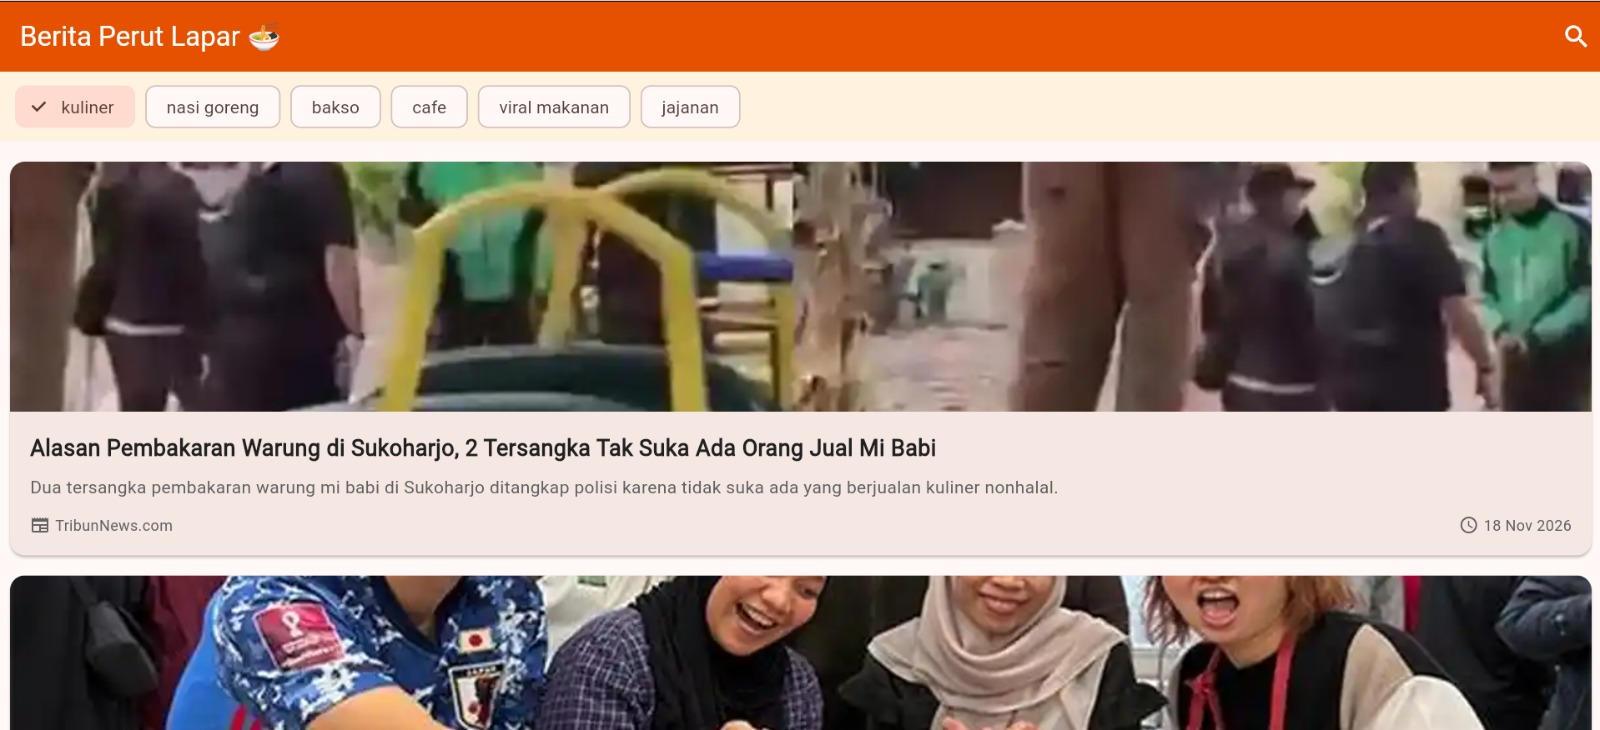 Berita Perut Lapar 🍜
kuliner
nasi goreng
bakso
cafe
viral makanan
jajanan
Alasan Pembakaran Warung di Sukoharjo, 2 Tersangka Tak Suka Ada Orang Jual Mi Babi
Dua tersangka pembakaran warung mi babi di Sukoharjo ditangkap polisi karena tidak suka ada yang berjualan kuliner nonhalal.
TribunNews.com
18 Nov 2026
JAPAN